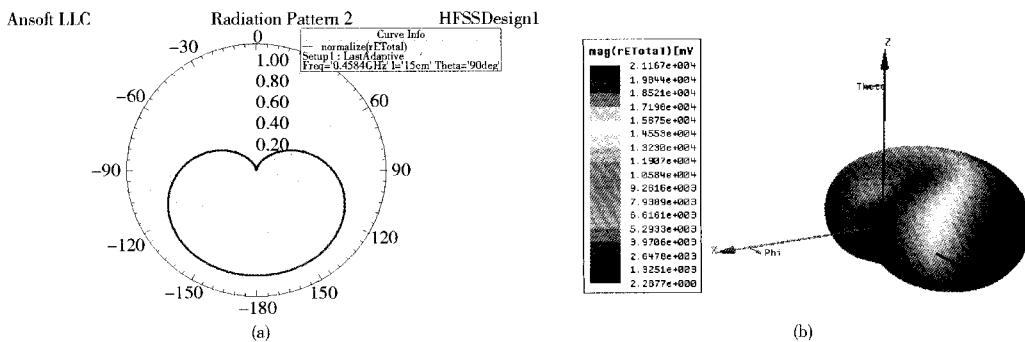 Ansoft LLC
Radiation Pattern 2
HFSSDesign1
Curve Info
normalize(rETotal)
Setup1 : LastAdaptive
Freq='0.4584GHz' l='15cm' Theta='90deg'
0
-30
-60
60
-90
90
-120
120
-150
150
-180
1.00
0.80
0.60
0.40
0.20
(a)
mag(rETotal)[mV
2.1167e+004
1.9844e+004
1.8521e+004
1.7198e+004
1.5875e+004
1.4553e+004
1.3230e+004
1.1907e+004
1.0584e+004
9.2616e+003
7.9389e+003
6.6161e+003
5.2933e+003
3.9706e+003
2.6478e+003
1.3251e+003
2.2877e+000
Z
Theta
Phi
(b)